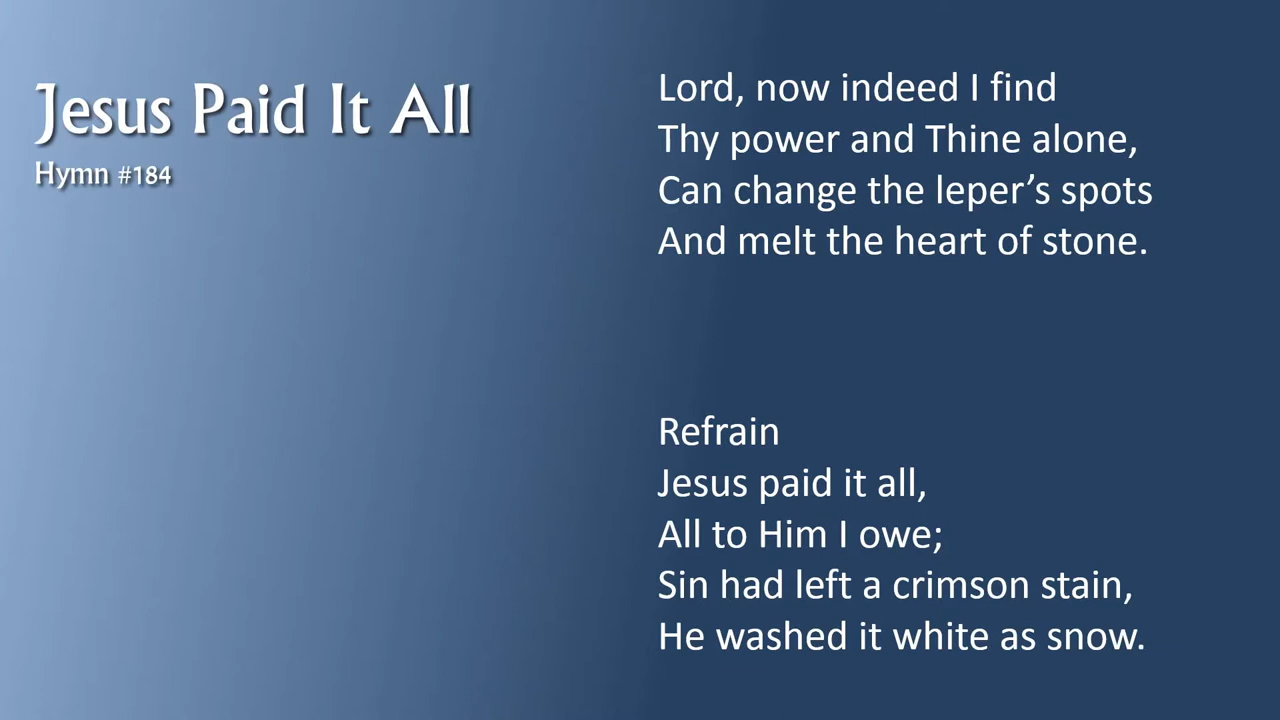 Jesus Paid It All
Hymn #184
Lord, now indeed I find
Thy power and Thine alone,
Can change the leper’s spots
And melt the heart of stone.
Refrain
Jesus paid it all,
All to Him I owe;
Sin had left a crimson stain,
He washed it white as snow.